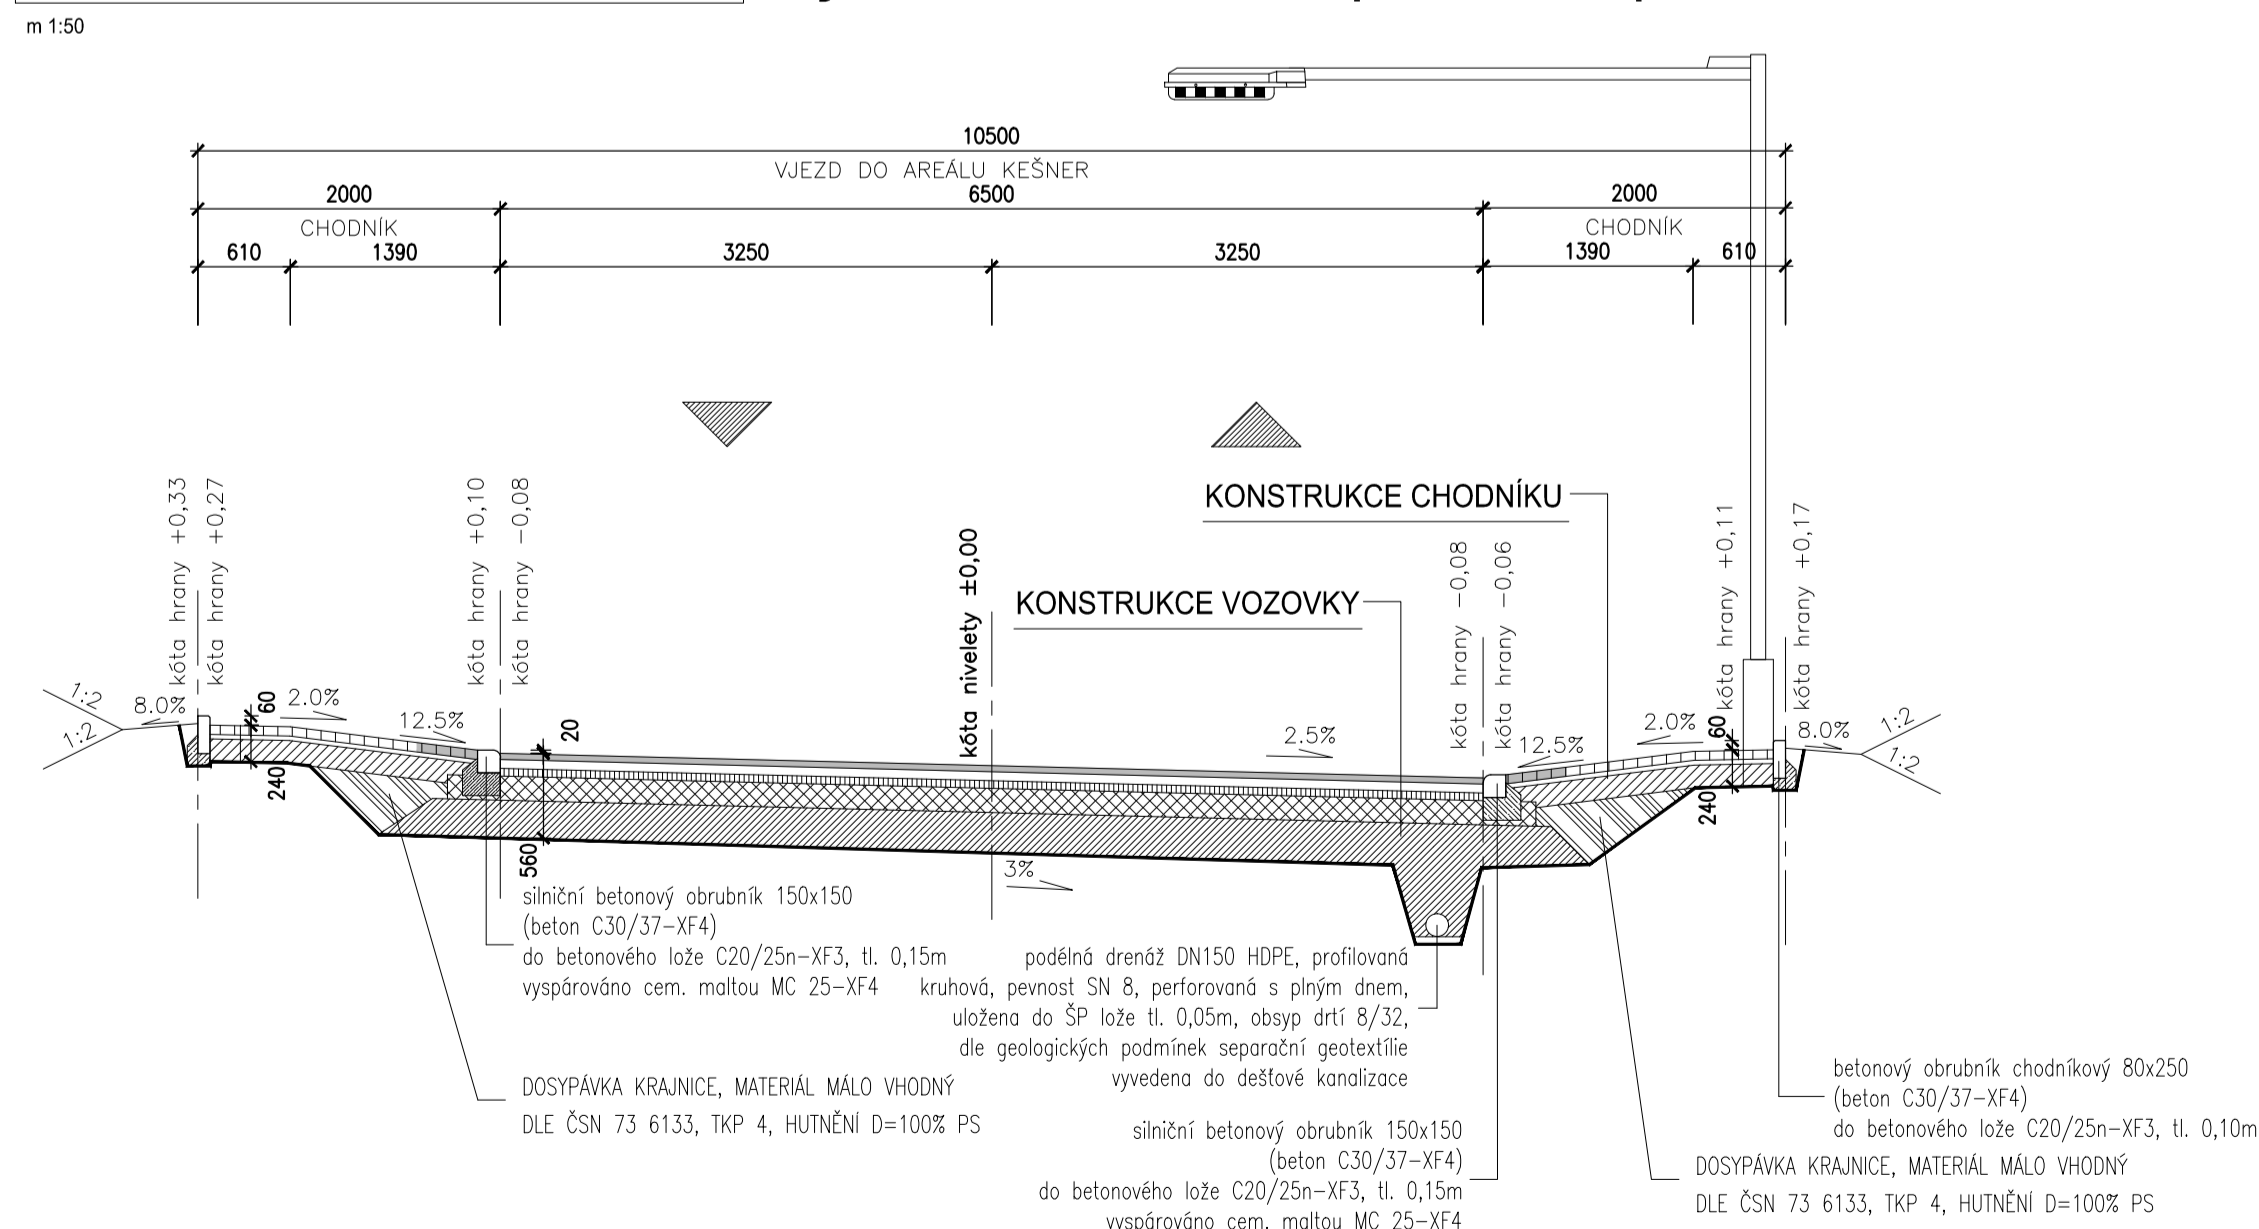 m 1:50
10500
VJEZD DO AREÁLU KEŠNER
2000
6500
2000
CHODNÍK
CHODNÍK
610
1390
3250
3250
1390
610
kóta hrany +0,33
kóta hrany +0,27
kóta hrany +0,10
kóta hrany -0,08
kóta nivelety ±0,00
KONSTRUKCE CHODNÍKU
KONSTRUKCE VOZOVKY
kóta hrany -0,08
kóta hrany -0,06
kóta hrany +0,11
kóta hrany +0,17
1:2
1:2
8.0%
60
2.0%
12.5%
20
2.5%
12.5%
2.0%
60
8.0%
1:2
1:2
240
560
3%
240
silniční betonový obrubník 150x150
(beton C30/37-XF4)
do betonového lože C20/25n-XF3, tl. 0,15m
vyspárováno cem. maltou MC 25-XF4
podélná drenáž DN150 HDPE, profilovaná
kruhová, pevnost SN 8, perforovaná s plným dnem,
uložena do ŠP lože tl. 0,05m, obsyp drtí 8/32,
dle geologických podmínek separační geotextílie
vyvedena do dešťové kanalizace
DOSYPÁVKA KRAJNICE, MATERIÁL MÁLO VHODNÝ
DLE ČSN 73 6133, TKP 4, HUTNĚNÍ D=100% PS
silniční betonový obrubník 150x150
(beton C30/37-XF4)
do betonového lože C20/25n-XF3, tl. 0,15m
vyspárováno cem. maltou MC 25-XF4
betonový obrubník chodníkový 80x250
(beton C30/37-XF4)
do betonového lože C20/25n-XF3, tl. 0,10m
DOSYPÁVKA KRAJNICE, MATERIÁL MÁLO VHODNÝ
DLE ČSN 73 6133, TKP 4, HUTNĚNÍ D=100% PS